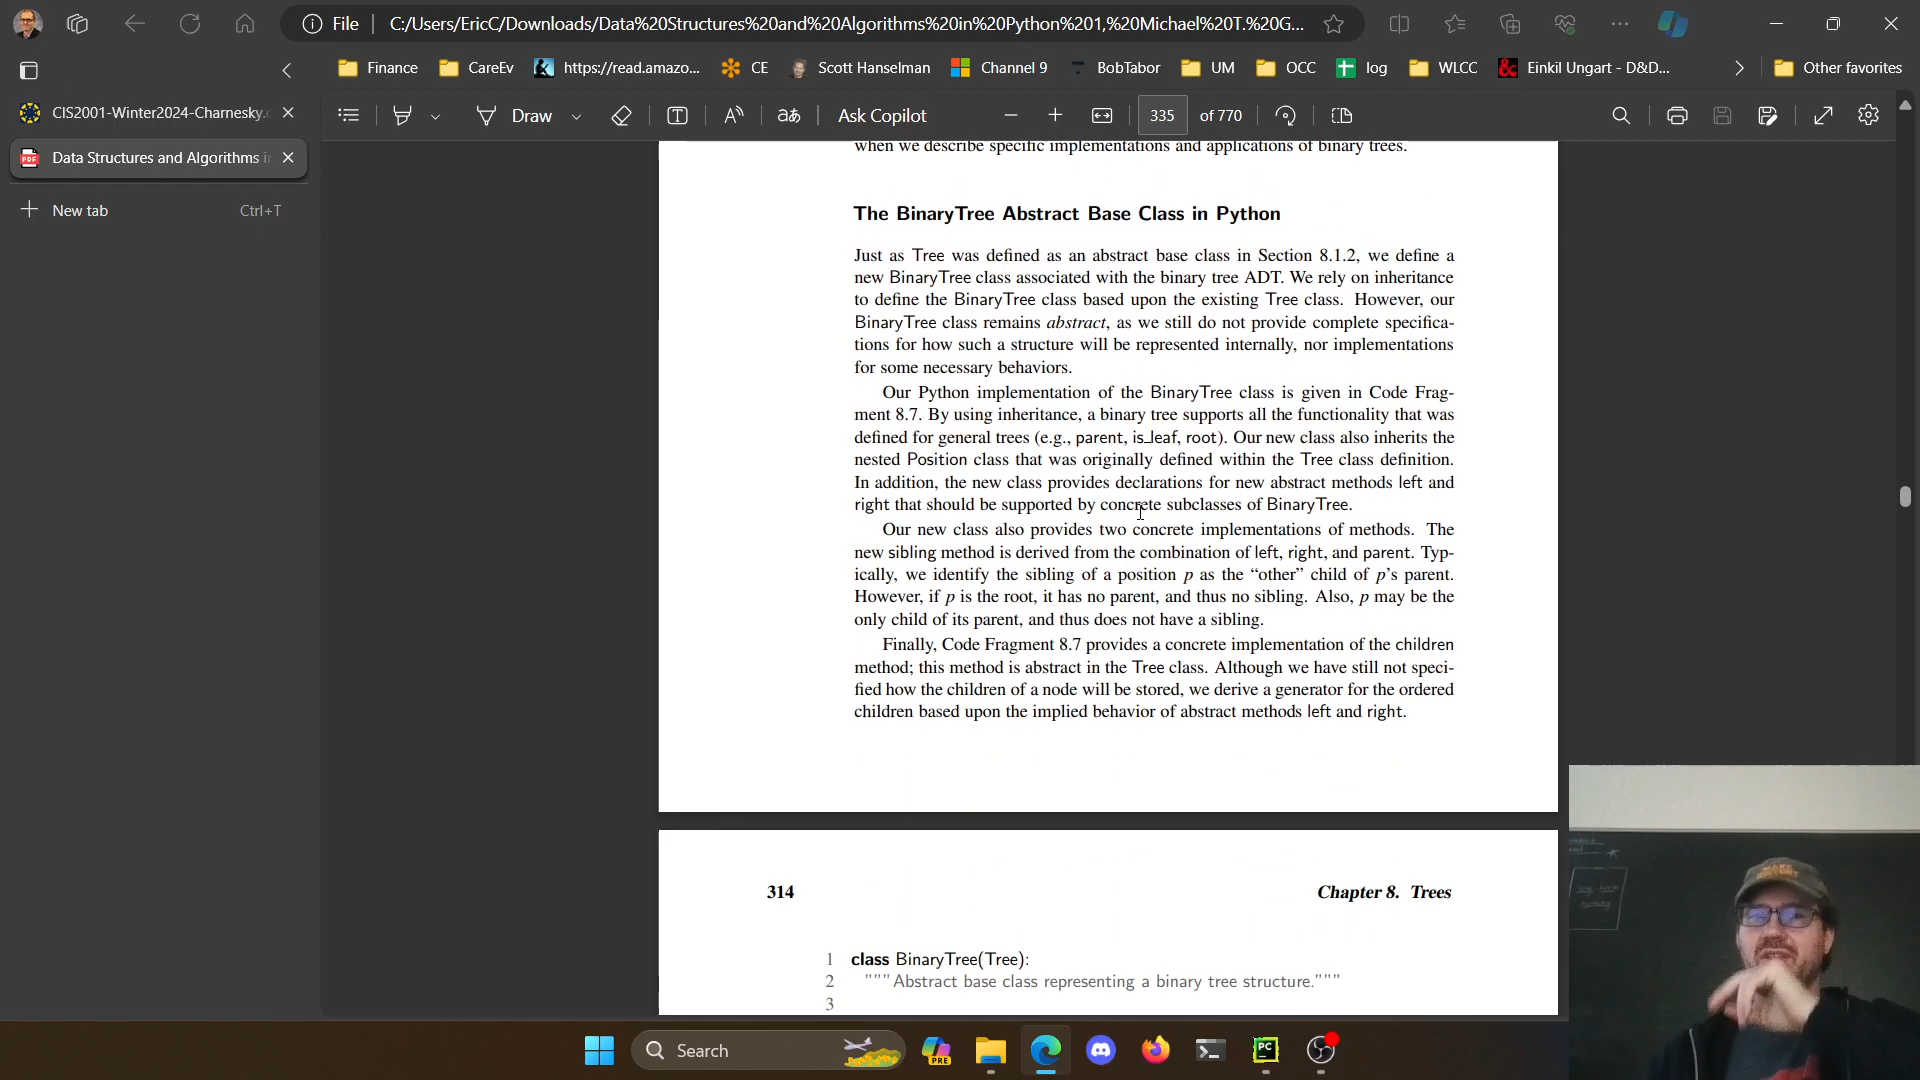 File
C:/Users/EricC/Downloads/Data%20Structures%20and%20Algorithms%20in%20Python%201,%20Michael%20T.%20G...
Finance
CareEv
https://read.amazo...
CE
Scott Hanselman
Channel 9
BobTabor
UM
OCC
log
WLCC
Einkil Ungart - D&D...
Other favorites
CIS2001-Winter2024-Charnesky.
Data Structures and Algorithms i
New tab
Ctrl+T
Draw
Ask Copilot
335
of 770
when we describe specific implementations and applications of binary trees.
The BinaryTree Abstract Base Class in Python
Just as Tree was defined as an abstract base class in Section 8.1.2, we define a
new BinaryTree class associated with the binary tree ADT. We rely on inheritance
to define the BinaryTree class based upon the existing Tree class. However, our
BinaryTree class remains abstract, as we still do not provide complete specifica-
tions for how such a structure will be represented internally, nor implementations
for some necessary behaviors.
Our Python implementation of the BinaryTree class is given in Code Frag-
ment 8.7. By using inheritance, a binary tree supports all the functionality that was
defined for general trees (e.g., parent, is_leaf, root). Our new class also inherits the
nested Position class that was originally defined within the Tree class definition.
In addition, the new class provides declarations for new abstract methods left and
right that should be supported by concrete subclasses of BinaryTree.
Our new class also provides two concrete implementations of methods. The
new sibling method is derived from the combination of left, right, and parent. Typ-
ically, we identify the sibling of a position p as the “other” child of p’s parent.
However, if p is the root, it has no parent, and thus no sibling. Also, p may be the
only child of its parent, and thus does not have a sibling.
Finally, Code Fragment 8.7 provides a concrete implementation of the children
method; this method is abstract in the Tree class. Although we have still not speci-
fied how the children of a node will be stored, we derive a generator for the ordered
children based upon the implied behavior of abstract methods left and right.
314
Chapter 8. Trees
1 class BinaryTree(Tree):
2 """Abstract base class representing a binary tree structure."""
3
Search
PRE
PC